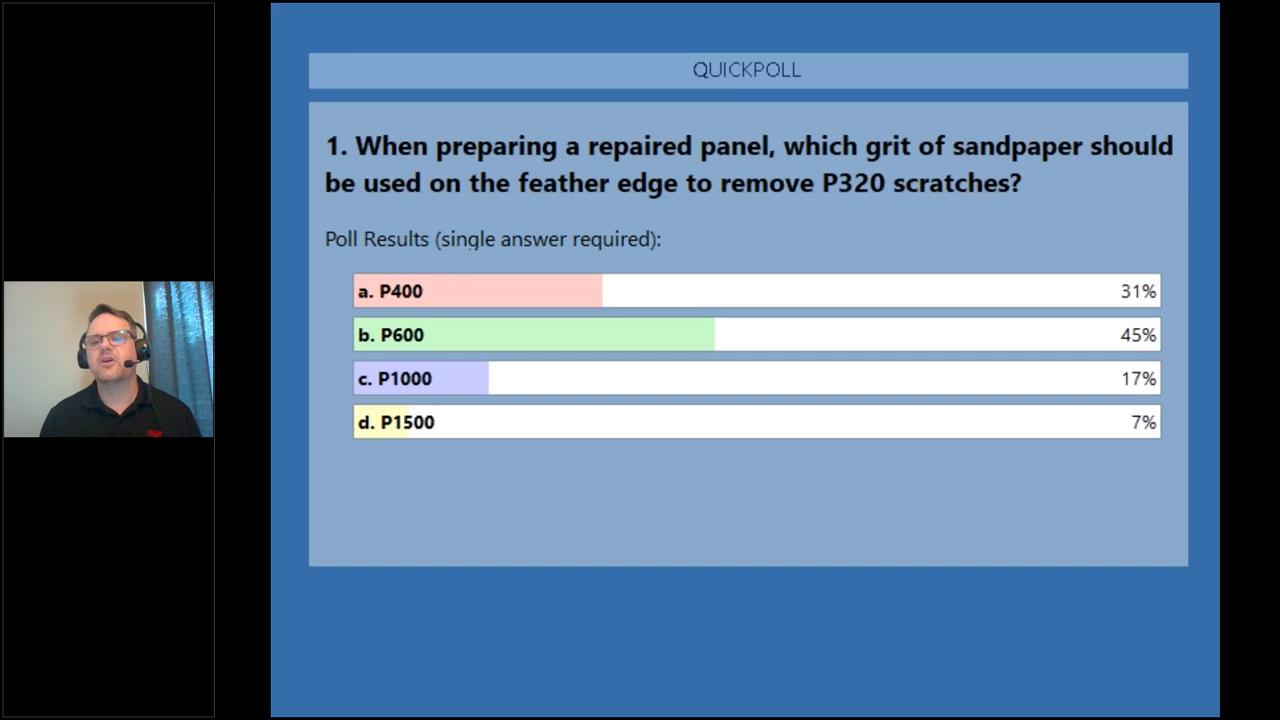 QUICKPOLL
1. When preparing a repaired panel, which grit of sandpaper should
be used on the feather edge to remove P320 scratches?
Poll Results (single answer required):
a. P400 31%
b. P600 45%
c. P1000 17%
d. P1500 7%